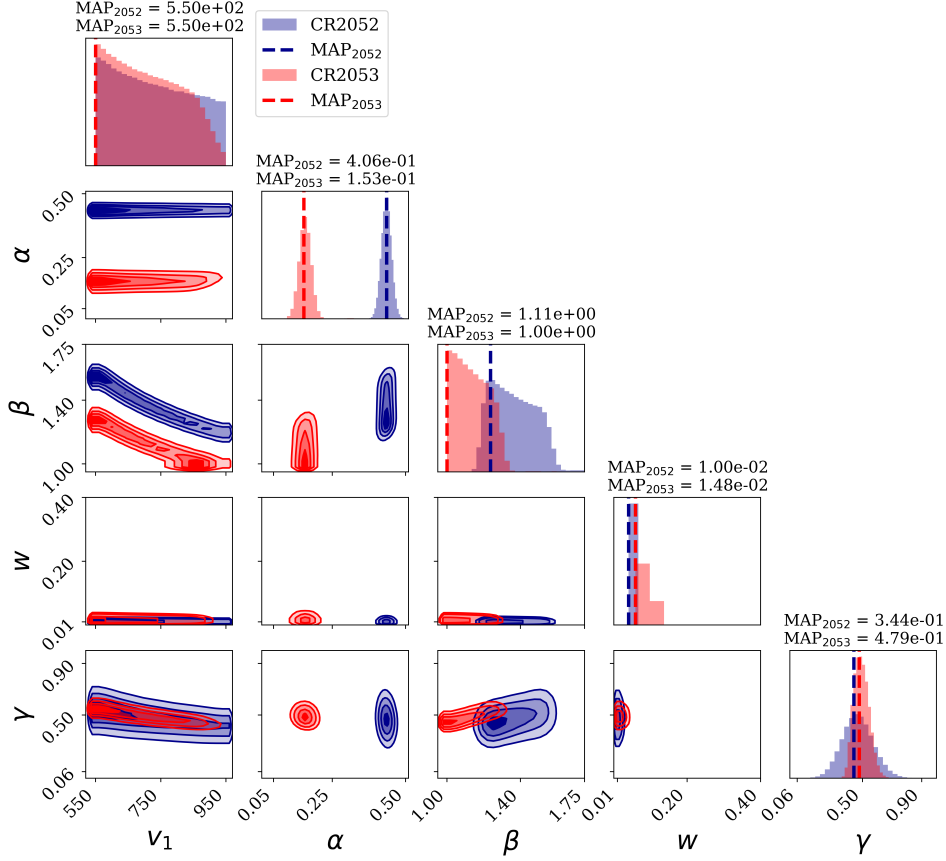 MAP2052 = 5.50e+02
MAP2053 = 5.50e+02
CR2052
MAP2052
CR2053
MAP2053
MAP2052 = 4.06e-01
MAP2053 = 1.53e-01
0.50
0.25
0.05
α
MAP2052 = 1.11e+00
MAP2053 = 1.00e+00
1.75
1.40
1.00
β
MAP2052 = 1.00e-02
MAP2053 = 1.48e-02
0.40
0.20
0.01
w
MAP2052 = 3.44e-01
MAP2053 = 4.79e-01
0.90
0.50
0.06
γ
550 750 950
0.05 0.25 0.50
1.00 1.40 1.75
0.01 0.20 0.40
0.06 0.50 0.90
v1 α β w γ